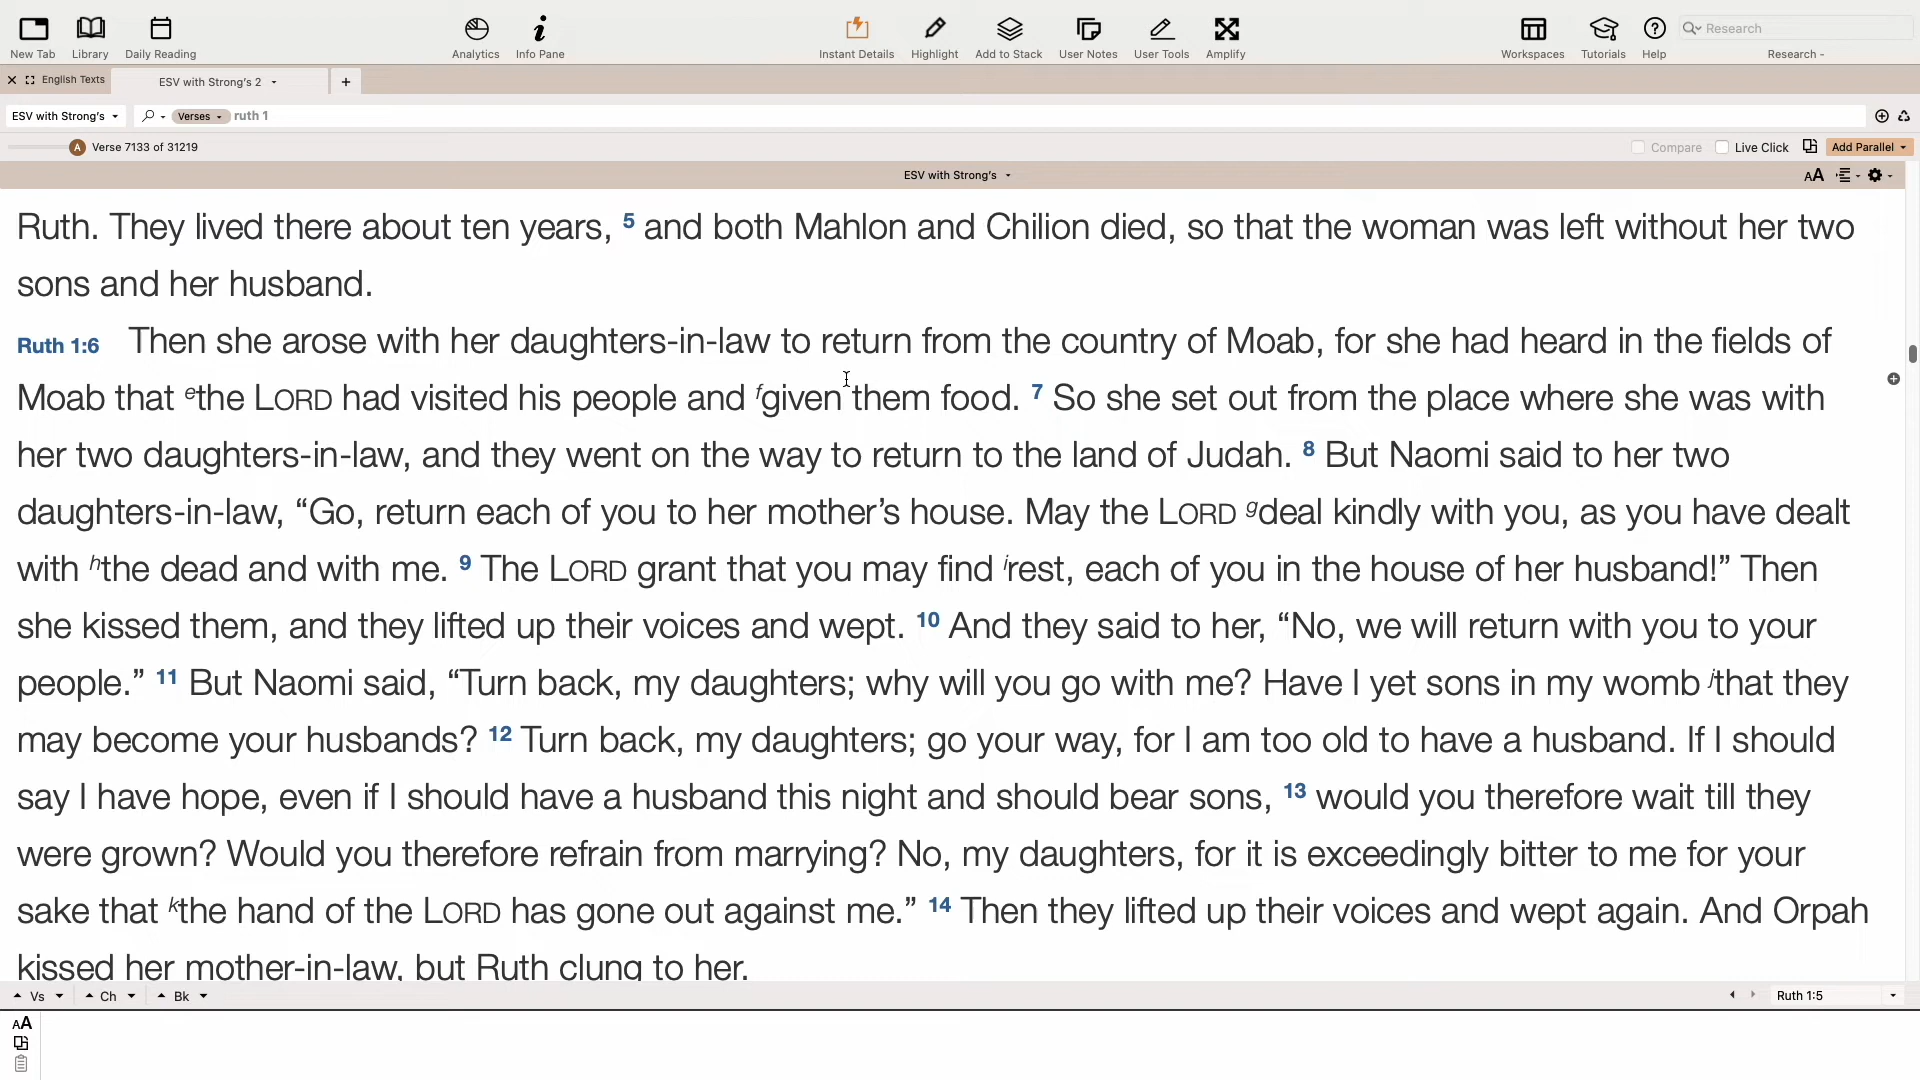 New Tab Library Daily Reading Analytics Info Pane Instant Details Highlight Add to Stack User Notes User Tools Amplify Workspaces Tutorials Help Research
Research
English Texts ESV with Strong's 2 +
ESV with Strong's Verses ruth 1
A Verse 7133 of 31219 Compare Live Click Add Parallel
ESV with Strong's AA
Ruth. They lived there about ten years, 5 and both Mahlon and Chilion died, so that the woman was left without her two
sons and her husband.
Ruth 1:6 Then she arose with her daughters-in-law to return from the country of Moab, for she had heard in the fields of
Moab that ethe LORD had visited his people and fgiven them food. 7 So she set out from the place where she was with
her two daughters-in-law, and they went on the way to return to the land of Judah. 8 But Naomi said to her two
daughters-in-law, “Go, return each of you to her mother’s house. May the LORD gdeal kindly with you, as you have dealt
with hthe dead and with me. 9 The LORD grant that you may find irest, each of you in the house of her husband!” Then
she kissed them, and they lifted up their voices and wept. 10 And they said to her, “No, we will return with you to your
people.” 11 But Naomi said, “Turn back, my daughters; why will you go with me? Have I yet sons in my womb jthat they
may become your husbands? 12 Turn back, my daughters; go your way, for I am too old to have a husband. If I should
say I have hope, even if I should have a husband this night and should bear sons, 13 would you therefore wait till they
were grown? Would you therefore refrain from marrying? No, my daughters, for it is exceedingly bitter to me for your
sake that kthe hand of the LORD has gone out against me.” 14 Then they lifted up their voices and wept again. And Orpah
kissed her mother-in-law, but Ruth clung to her.
Vs Ch Bk Ruth 1:5
AA